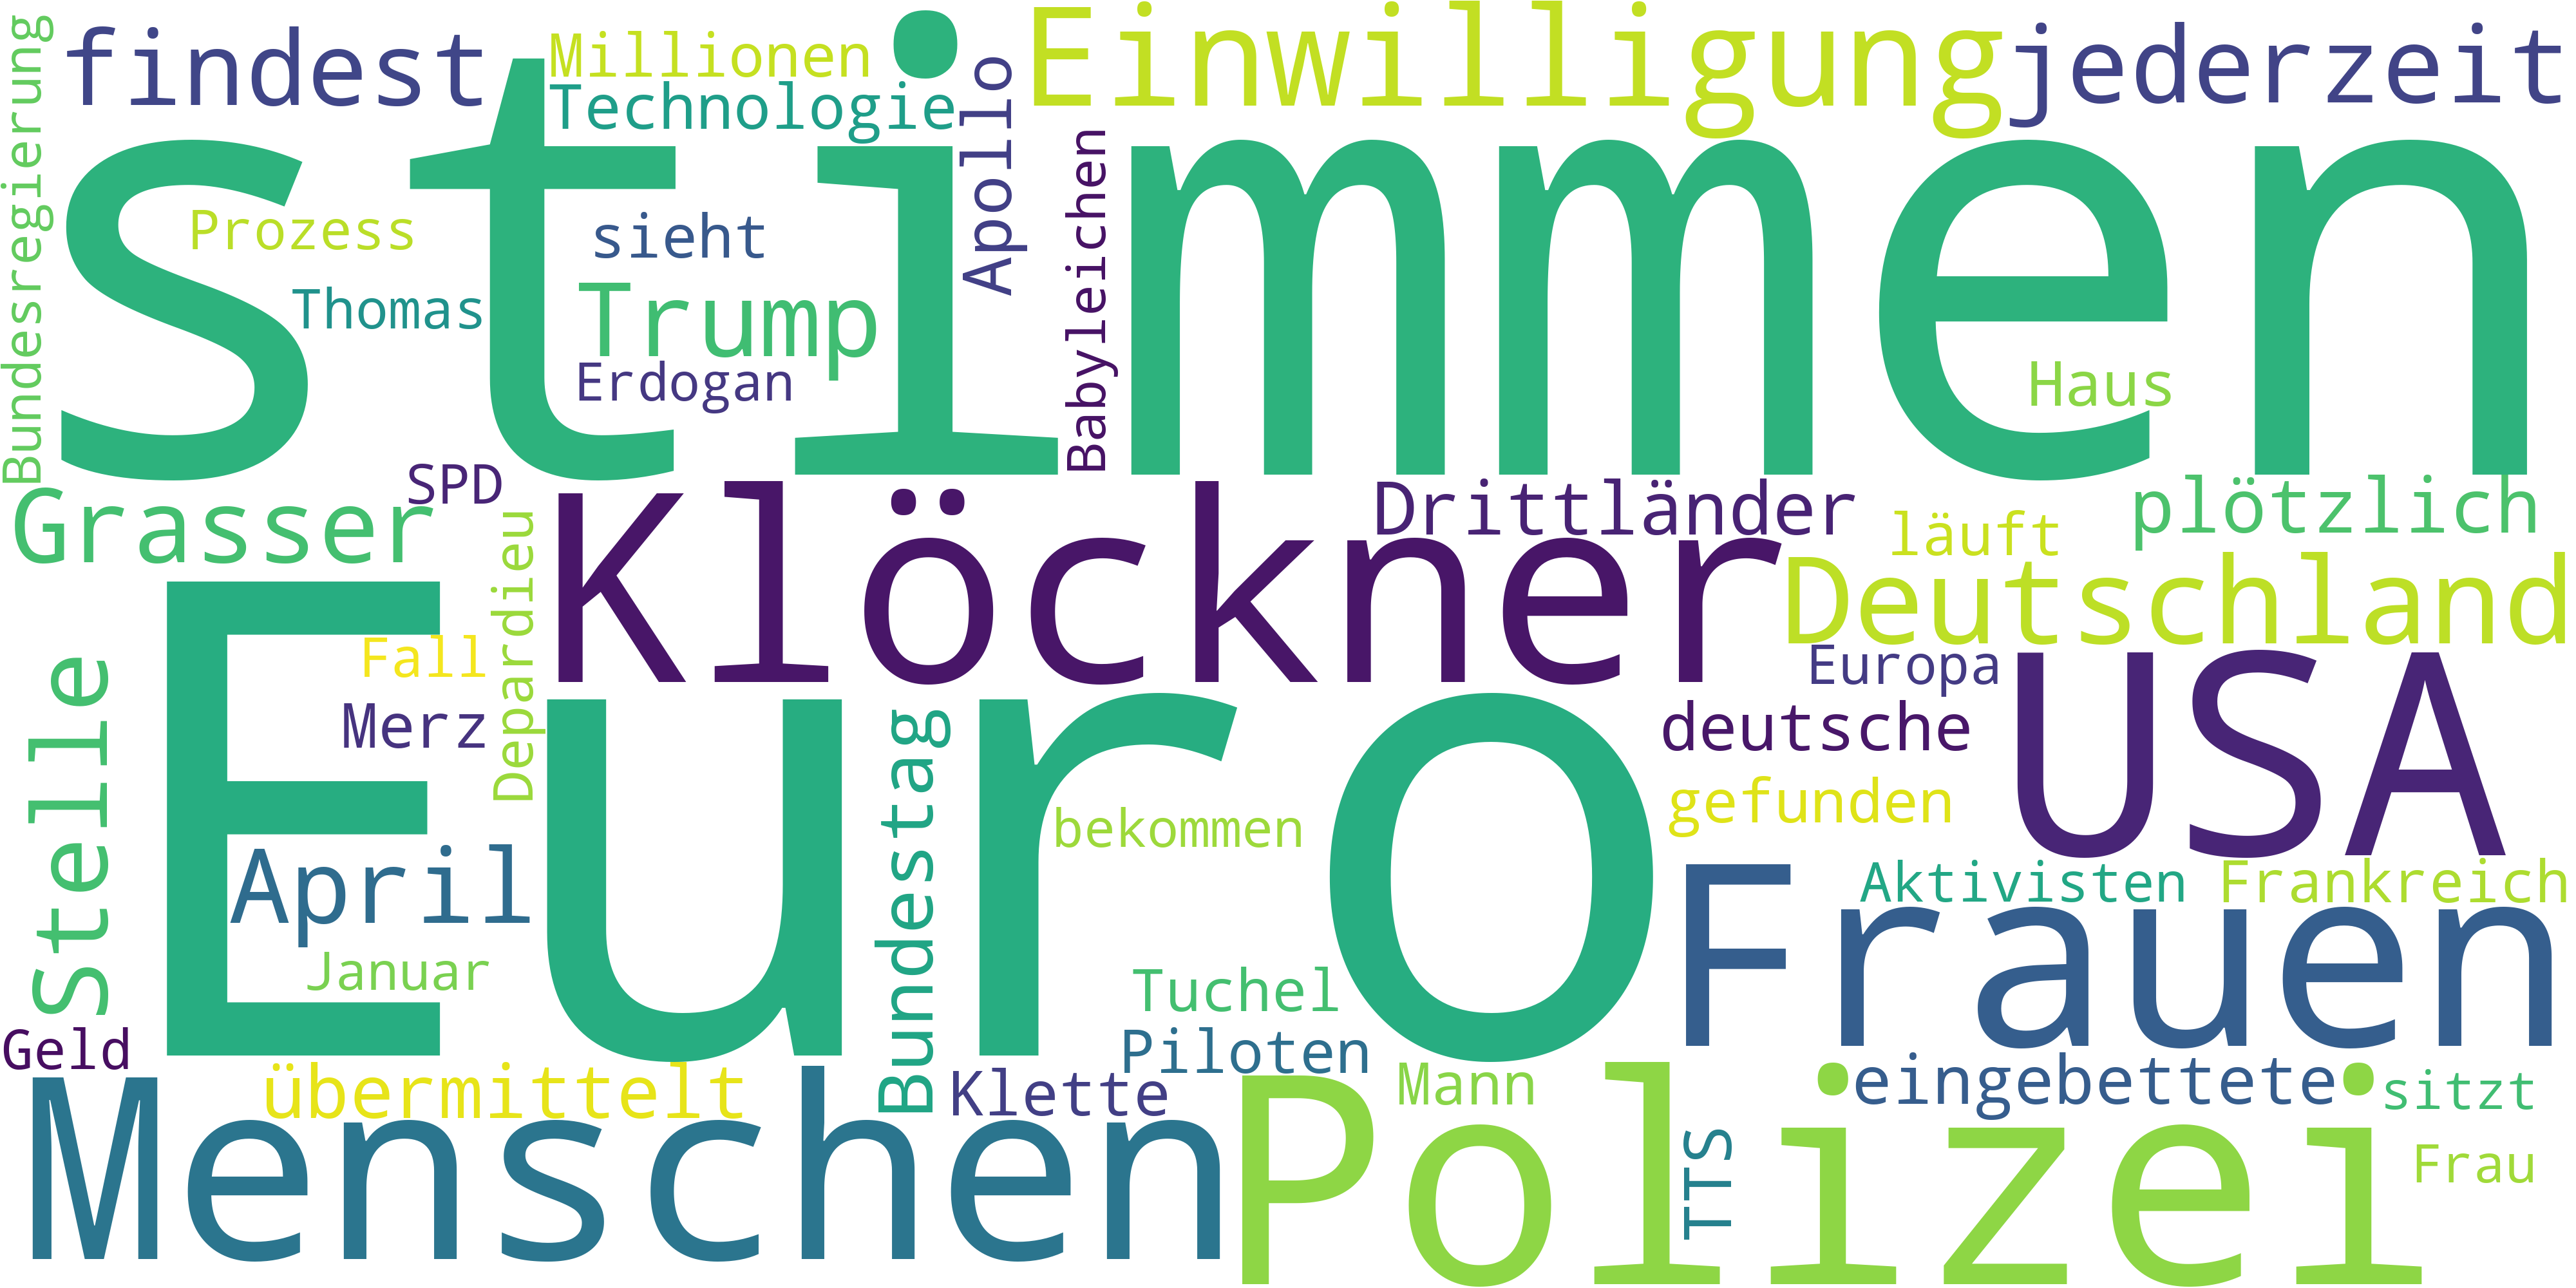 Bundesregierung
findest
Millionen
Technologie
Apollo
Einwilligung
jederzeit
stimmen
Prozess
Thomas
sieht
Trump
Erdogan
Babyleichen
Haus
SPD
Grasser
Depardieu
Klöckner
Drittländer
läuft
plötzlich
Deutschland
Europa
USA
Stelle
Fall
Merz
Euro
Bundestag
deutsche
gefunden
bekommen
April
Januar
Tuchel
Piloten
Aktivisten
Frankreich
Frauen
Geld
übermittelt
Klette
Mann
eingebettete
sitzt
Menschen
Polizei
TTS
Frau